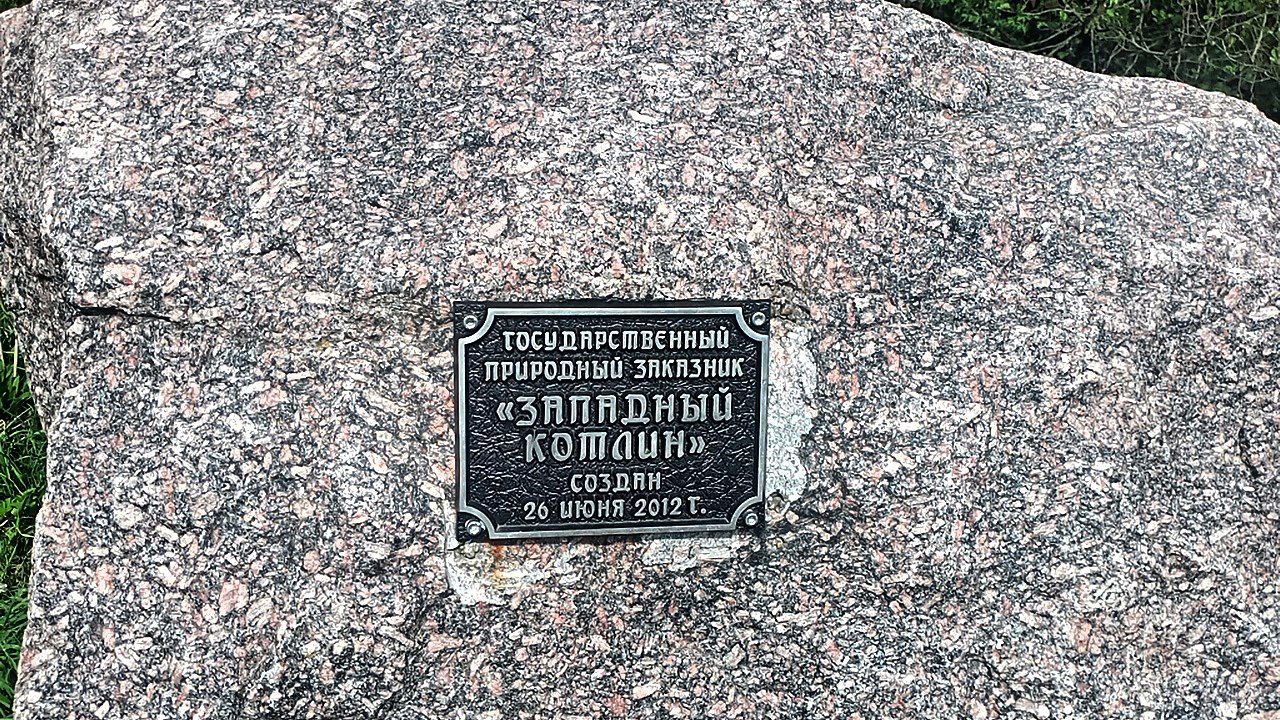 ГОСУДАРСТВЕННЫЙ
ПРИРОДНЫЙ ЗАКАЗНИК
«ЗАПАДНЫЙ
КОТЛИН»
СОЗДАН
26 ИЮНЯ 2012 Г.